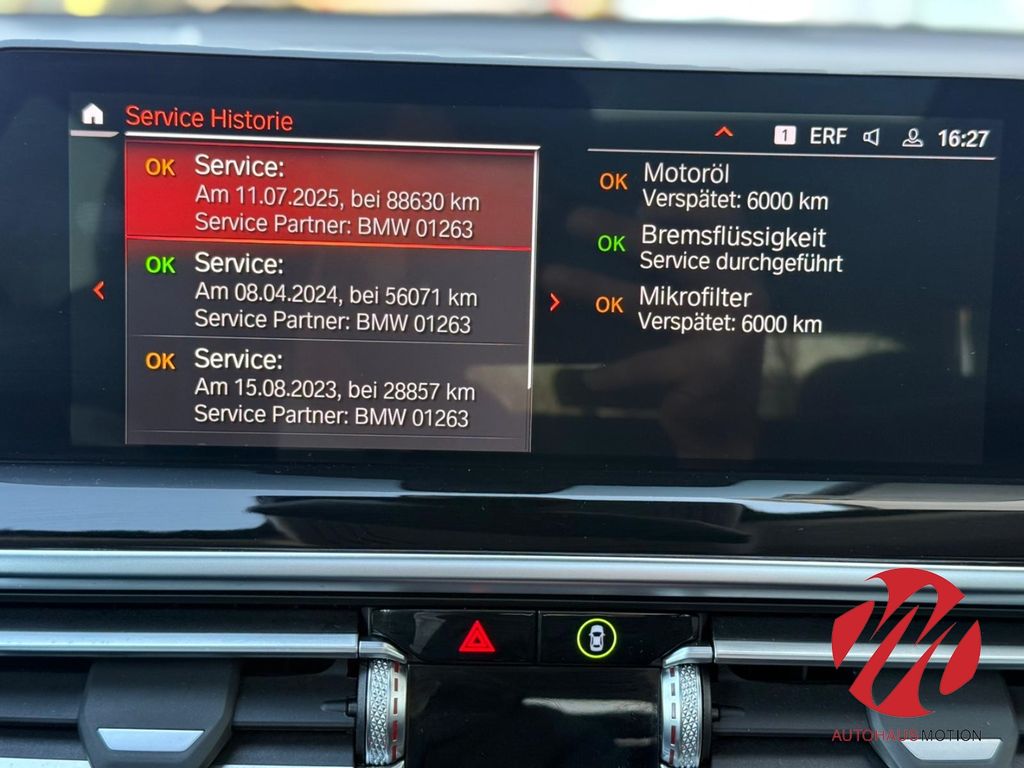 Service Historie
1 ERF 16:27
OK Service:
Am 11.07.2025, bei 88630 km
Service Partner: BMW 01263
OK Service:
Am 08.04.2024, bei 56071 km
Service Partner: BMW 01263
OK Service:
Am 15.08.2023, bei 28857 km
Service Partner: BMW 01263
OK Motoröl
Verspätet: 6000 km
OK Bremsflüssigkeit
Service durchgeführt
OK Mikrofilter
Verspätet: 6000 km
AUTOHAUS MOTION